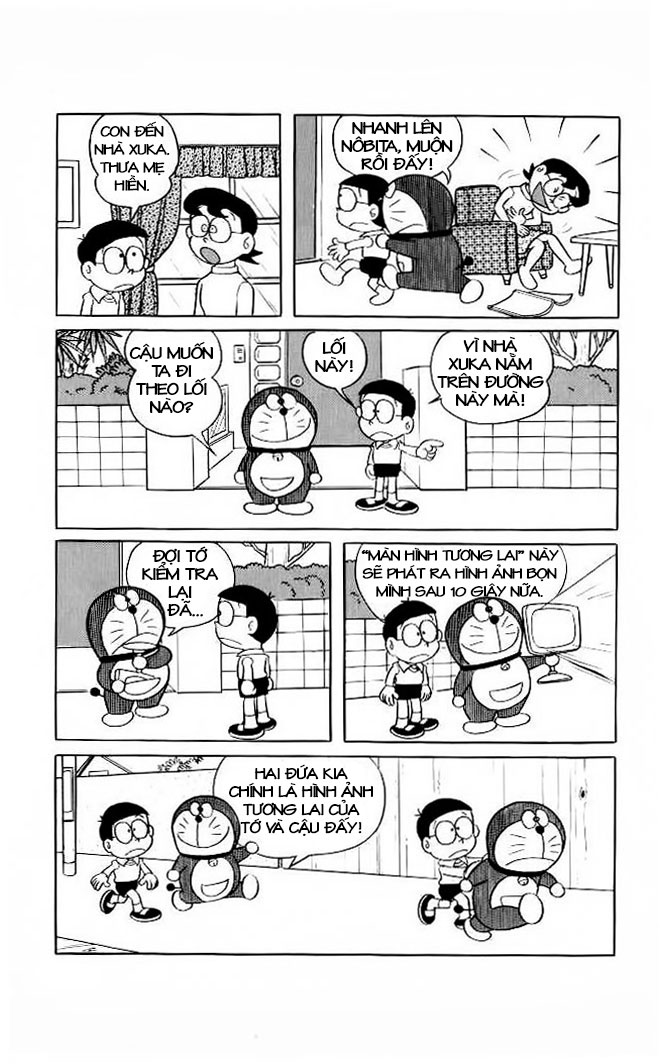 CON ĐẾN
NHÀ XUKA.
THƯA MẸ
HIỀN.
NHANH LÊN
NÔBITA, MUỘN
RỒI ĐẤY!
CẬU MUỐN
TA ĐI
THEO LỐI
NÀO?
LỐI
NÀY!
VÌ NHÀ
XUKA NẰM
TRÊN ĐƯỜNG
NÀY MÀ!
ĐỢI TỚ
KIỂM TRA
LẠI
ĐÃ...
“MÀN HÌNH TƯƠNG LAI” NÀY
SẼ PHÁT RA HÌNH ẢNH BỌN
MÌNH SAU 10 GIÂY NỮA.
HAI ĐỨA KIA
CHÍNH LÀ HÌNH ẢNH
TƯƠNG LAI CỦA
TỚ VÀ CẬU ĐẤY!